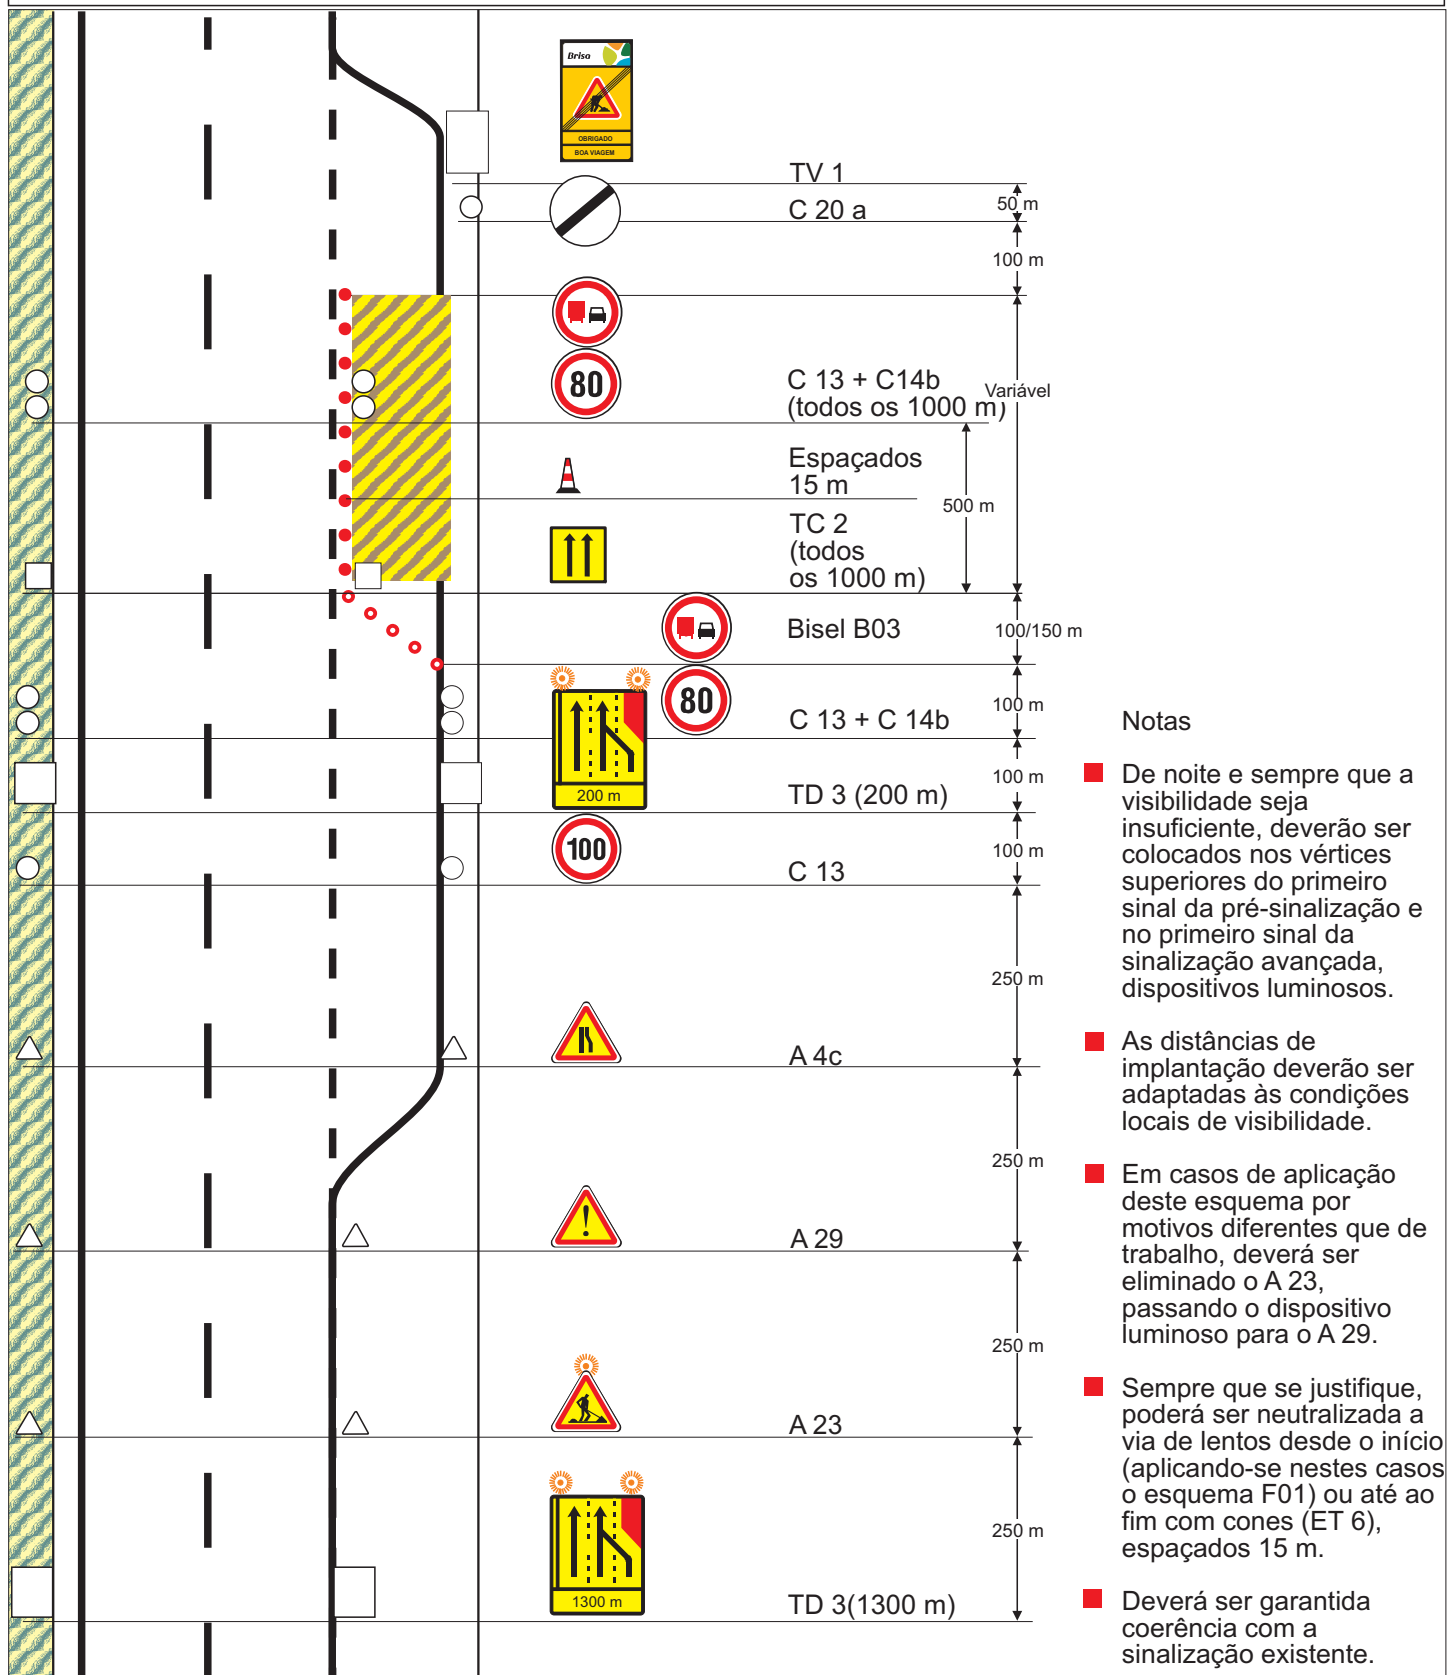 Brisa
OBRIGADO
BOA VIAGEM
TV 1
50 m
C 20 a
100 m
80
C 13 + C14b
(todos os 1000 m)
Variável
Espaçados
15 m
500 m
TC 2
(todos
os 1000 m)
Bisel B03
100/150 m
80
C 13 + C 14b
100 m
200 m
TD 3 (200 m)
100 m
100
C 13
100 m
250 m
A 4c
250 m
A 29
250 m
A 23
250 m
1300 m
TD 3(1300 m)
Notas
De noite e sempre que a
visibilidade seja
insuficiente, deverão ser
colocados nos vértices
superiores do primeiro
sinal da pré-sinalização e
no primeiro sinal da
sinalização avançada,
dispositivos luminosos.
As distâncias de
implantação deverão ser
adaptadas às condições
locais de visibilidade.
Em casos de aplicação
deste esquema por
motivos diferentes que de
trabalho, deverá ser
eliminado o A 23,
passando o dispositivo
luminoso para o A 29.
Sempre que se justifique,
poderá ser neutralizada a
via de lentos desde o início
(aplicando-se nestes casos
o esquema F01) ou até ao
fim com cones (ET 6),
espaçados 15 m.
Deverá ser garantida
coerência com a
sinalização existente.